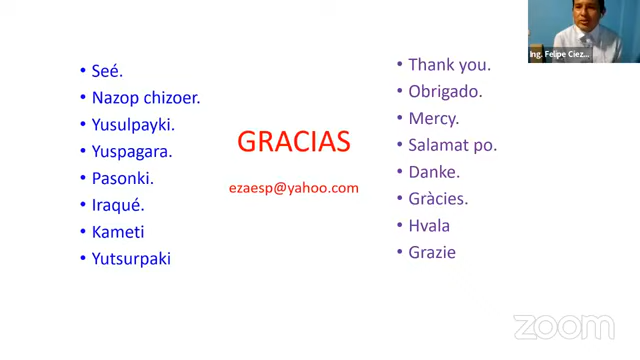 Ing. Felipe Ciez...
• Seé.
• Nazop chizoer.
• Yusulpayki.
• Yuspagara.
• Pasonki.
• Iraqué.
• Kameti
• Yutsurpaki
GRACIAS
ezaesp@yahoo.com
• Thank you.
• Obrigado.
• Mercy.
• Salamat po.
• Danke.
• Gràcies.
• Hvala
• Grazie
zoom